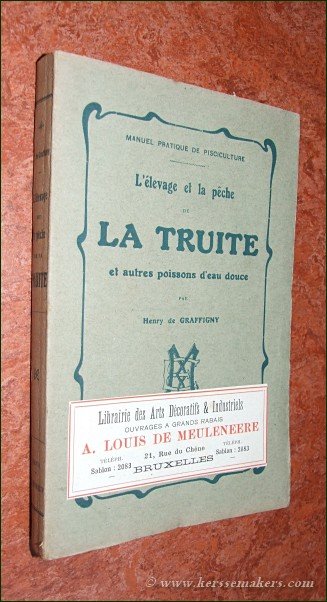 MANUEL PRATIQUE DE PISCICULTURE
L'élevage et la pêche
DE
LA TRUITE
et autres poissons d'eau douce
PAR
Henry de GRAFFIGNY
Librairie des Arts Décoratifs & Industriels
OUVRAGES A GRANDS RABAIS
A. LOUIS DE MEULENEERE
TÉLÉPH. 21, Rue du Chêne TÉLÉPH.
Sablon : 2083 BRUXELLES Sablon : 2083
L'élevage
TRUITE
© www.kerssemakers.com